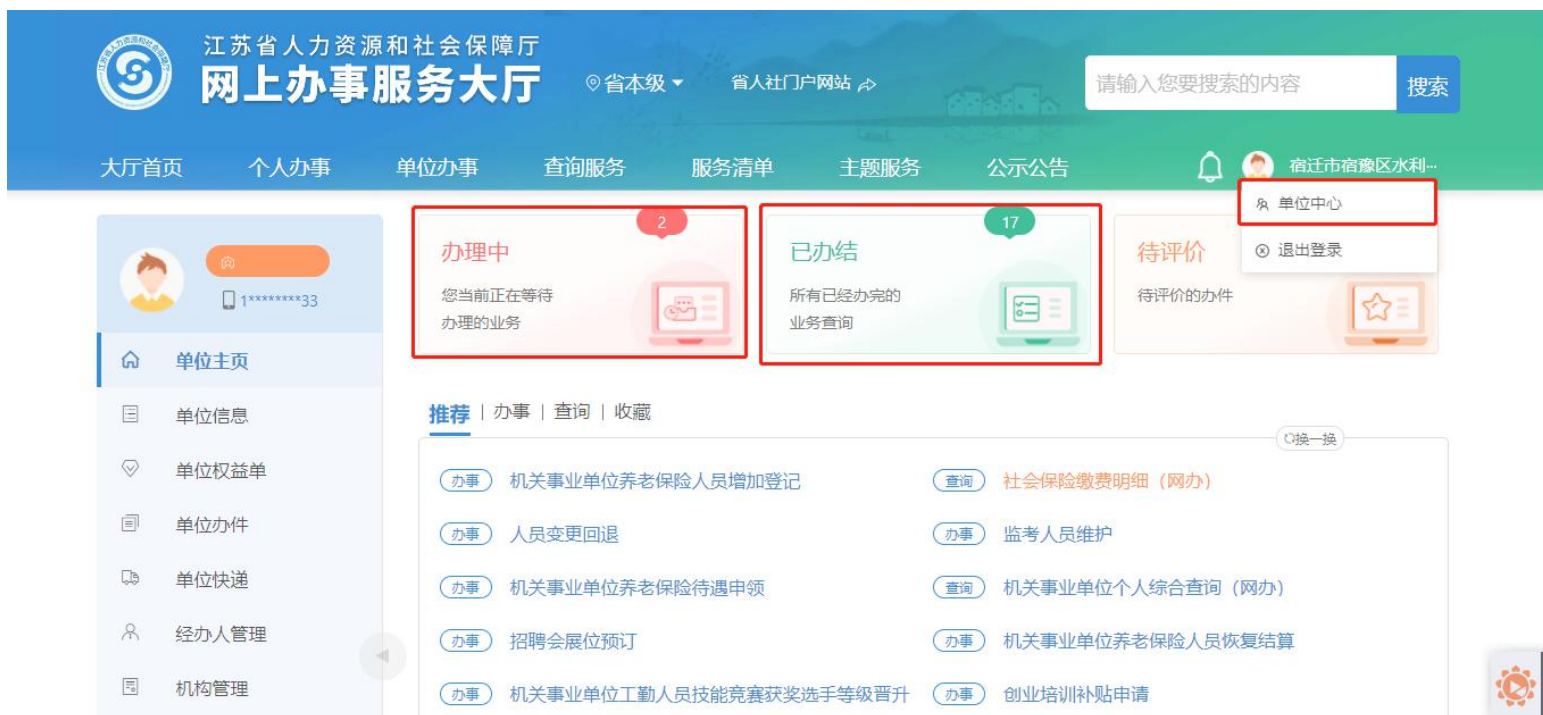 江苏省人力资源和社会保障厅
网上办事服务大厅
省本级
省人社门户网站
请输入您要搜索的内容
搜索
大厅首页 个人办事 单位办事 查询服务 服务清单 主题服务 公示公告
宿迁市宿豫区水利...
单位中心
退出登录
1********33
单位主页
单位信息
单位权益单
单位办件
单位快递
经办人管理
机构管理
2
办理中
您当前正在等待
办理的业务
17
已办结
所有已经办完的
业务查询
待评价
待评价的办件
推荐 | 办事 | 查询 | 收藏
换一换
办事 机关事业单位养老保险人员增加登记
查询 社会保险缴费明细（网办）
办事 人员变更回退
办事 监考人员维护
办事 机关事业单位养老保险待遇申领
查询 机关事业单位个人综合查询（网办）
办事 招聘会展位预订
办事 机关事业单位养老保险人员恢复结算
办事 机关事业单位工勤人员技能竞赛获奖选手等级晋升
办事 创业培训补贴申请